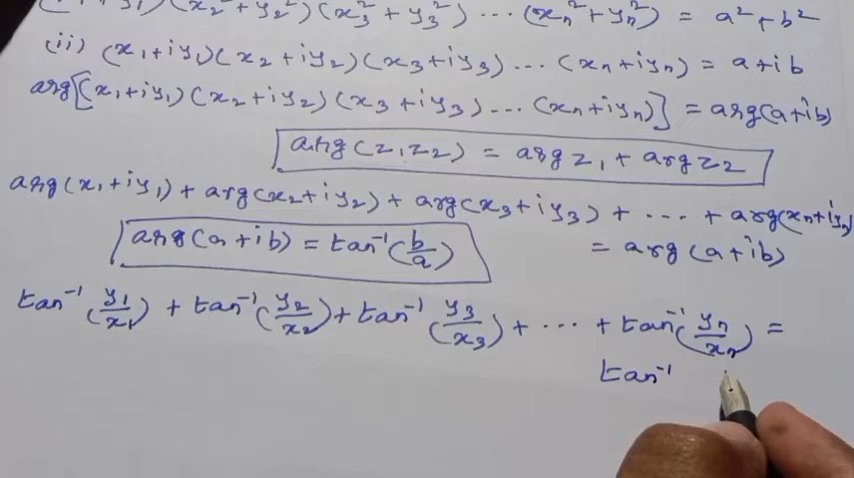 (x₂²+y₂²)(x₃²+y₃²)...(xₙ²+yₙ²) = a²+b²
(ii) (x₁+iy₁)(x₂+iy₂)(x₃+iy₃)...(xₙ+iyₙ) = a+ib
arg[(x₁+iy₁)(x₂+iy₂)(x₃+iy₃)...(xₙ+iyₙ)] = arg(a+ib)
arg(z₁z₂) = arg z₁ + arg z₂
arg(x₁+iy₁) + arg(x₂+iy₂) + arg(x₃+iy₃) + ... + arg(xₙ+iyₙ)
arg(a+ib) = tan⁻¹(b/a)
= arg(a+ib)
tan⁻¹(y₁/x₁) + tan⁻¹(y₂/x₂) + tan⁻¹(y₃/x₃) + ... + tan⁻¹(yₙ/xₙ) =
tan⁻¹